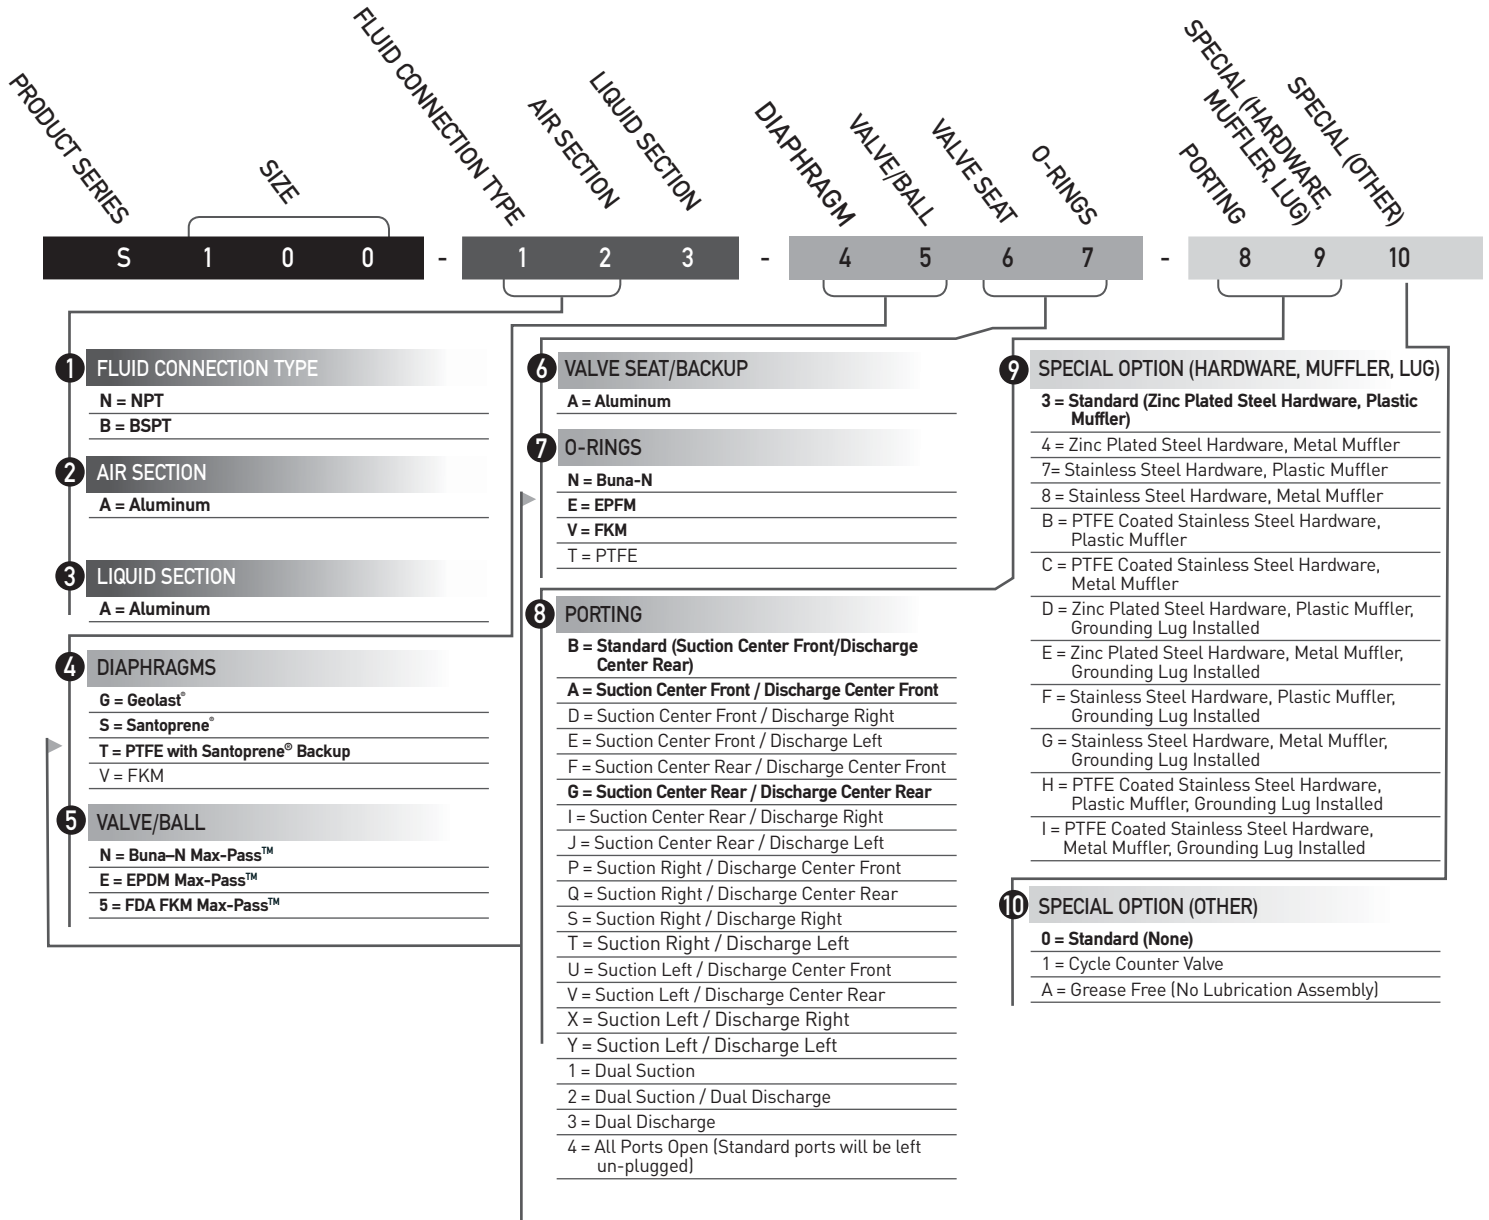 PRODUCT SERIES
SIZE
FLUID CONNECTION TYPE
AIR SECTION
LIQUID SECTION
DIAPHRAGM
VALVE/BALL
VALVE SEAT
O-RINGS
PORTING
SPECIAL (HARDWARE,
MUFFLER, LUG)
SPECIAL (OTHER)
S 1 0 0 - 1 2 3 - 4 5 6 7 - 8 9 10
1 FLUID CONNECTION TYPE
N = NPT
B = BSPT
2 AIR SECTION
A = Aluminum
3 LIQUID SECTION
A = Aluminum
4 DIAPHRAGMS
G = Geolast®
S = Santoprene®
T = PTFE with Santoprene® Backup
V = FKM
5 VALVE/BALL
N = Buna–N Max-Pass™
E = EPDM Max-Pass™
5 = FDA FKM Max-Pass™
6 VALVE SEAT/BACKUP
A = Aluminum
7 O-RINGS
N = Buna-N
E = EPFM
V = FKM
T = PTFE
8 PORTING
B = Standard (Suction Center Front/Discharge
Center Rear)
A = Suction Center Front / Discharge Center Front
D = Suction Center Front / Discharge Right
E = Suction Center Front / Discharge Left
F = Suction Center Rear / Discharge Center Front
G = Suction Center Rear / Discharge Center Rear
I = Suction Center Rear / Discharge Right
J = Suction Center Rear / Discharge Left
P = Suction Right / Discharge Center Front
Q = Suction Right / Discharge Center Rear
S = Suction Right / Discharge Right
T = Suction Right / Discharge Left
U = Suction Left / Discharge Center Front
V = Suction Left / Discharge Center Rear
X = Suction Left / Discharge Right
Y = Suction Left / Discharge Left
1 = Dual Suction
2 = Dual Suction / Dual Discharge
3 = Dual Discharge
4 = All Ports Open (Standard ports will be left
un-plugged)
9 SPECIAL OPTION (HARDWARE, MUFFLER, LUG)
3 = Standard (Zinc Plated Steel Hardware, Plastic
Muffler)
4 = Zinc Plated Steel Hardware, Metal Muffler
7= Stainless Steel Hardware, Plastic Muffler
8 = Stainless Steel Hardware, Metal Muffler
B = PTFE Coated Stainless Steel Hardware,
Plastic Muffler
C = PTFE Coated Stainless Steel Hardware,
Metal Muffler
D = Zinc Plated Steel Hardware, Plastic Muffler,
Grounding Lug Installed
E = Zinc Plated Steel Hardware, Metal Muffler,
Grounding Lug Installed
F = Stainless Steel Hardware, Plastic Muffler,
Grounding Lug Installed
G = Stainless Steel Hardware, Metal Muffler,
Grounding Lug Installed
H = PTFE Coated Stainless Steel Hardware,
Plastic Muffler, Grounding Lug Installed
I = PTFE Coated Stainless Steel Hardware,
Metal Muffler, Grounding Lug Installed
10 SPECIAL OPTION (OTHER)
0 = Standard (None)
1 = Cycle Counter Valve
A = Grease Free (No Lubrication Assembly)